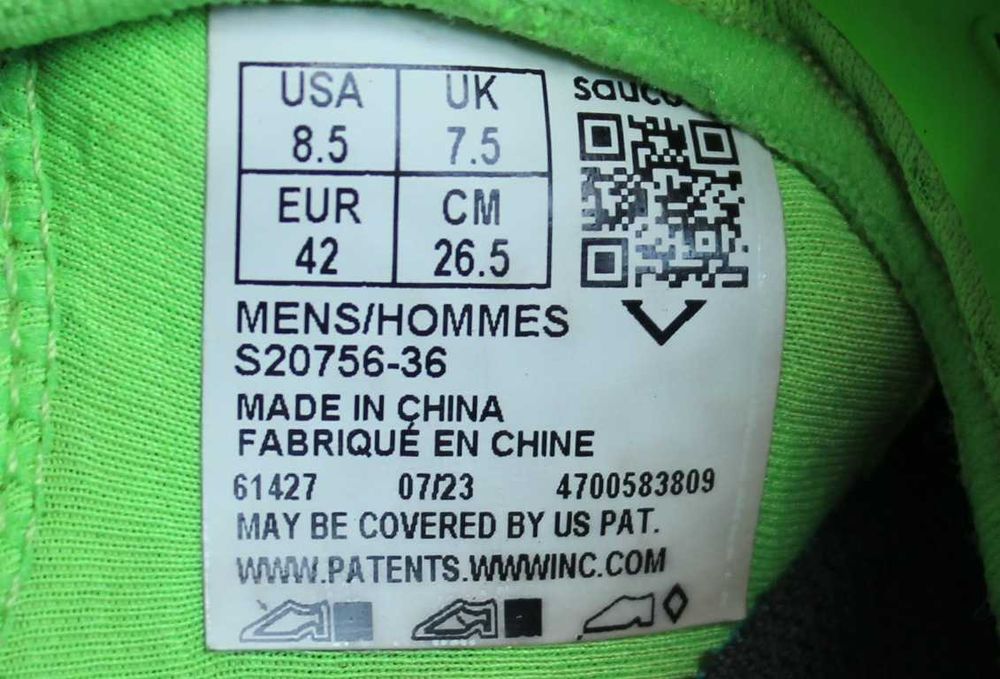 USA UK
8.5 7.5
EUR CM
42 26.5
MENS/HOMMES
S20756-36
MADE IN CHINA
FABRIQUÉ EN CHINE
61427 07/23 4700583809
MAY BE COVERED BY US PAT.
WWW.PATENTS.WWWINC.COM